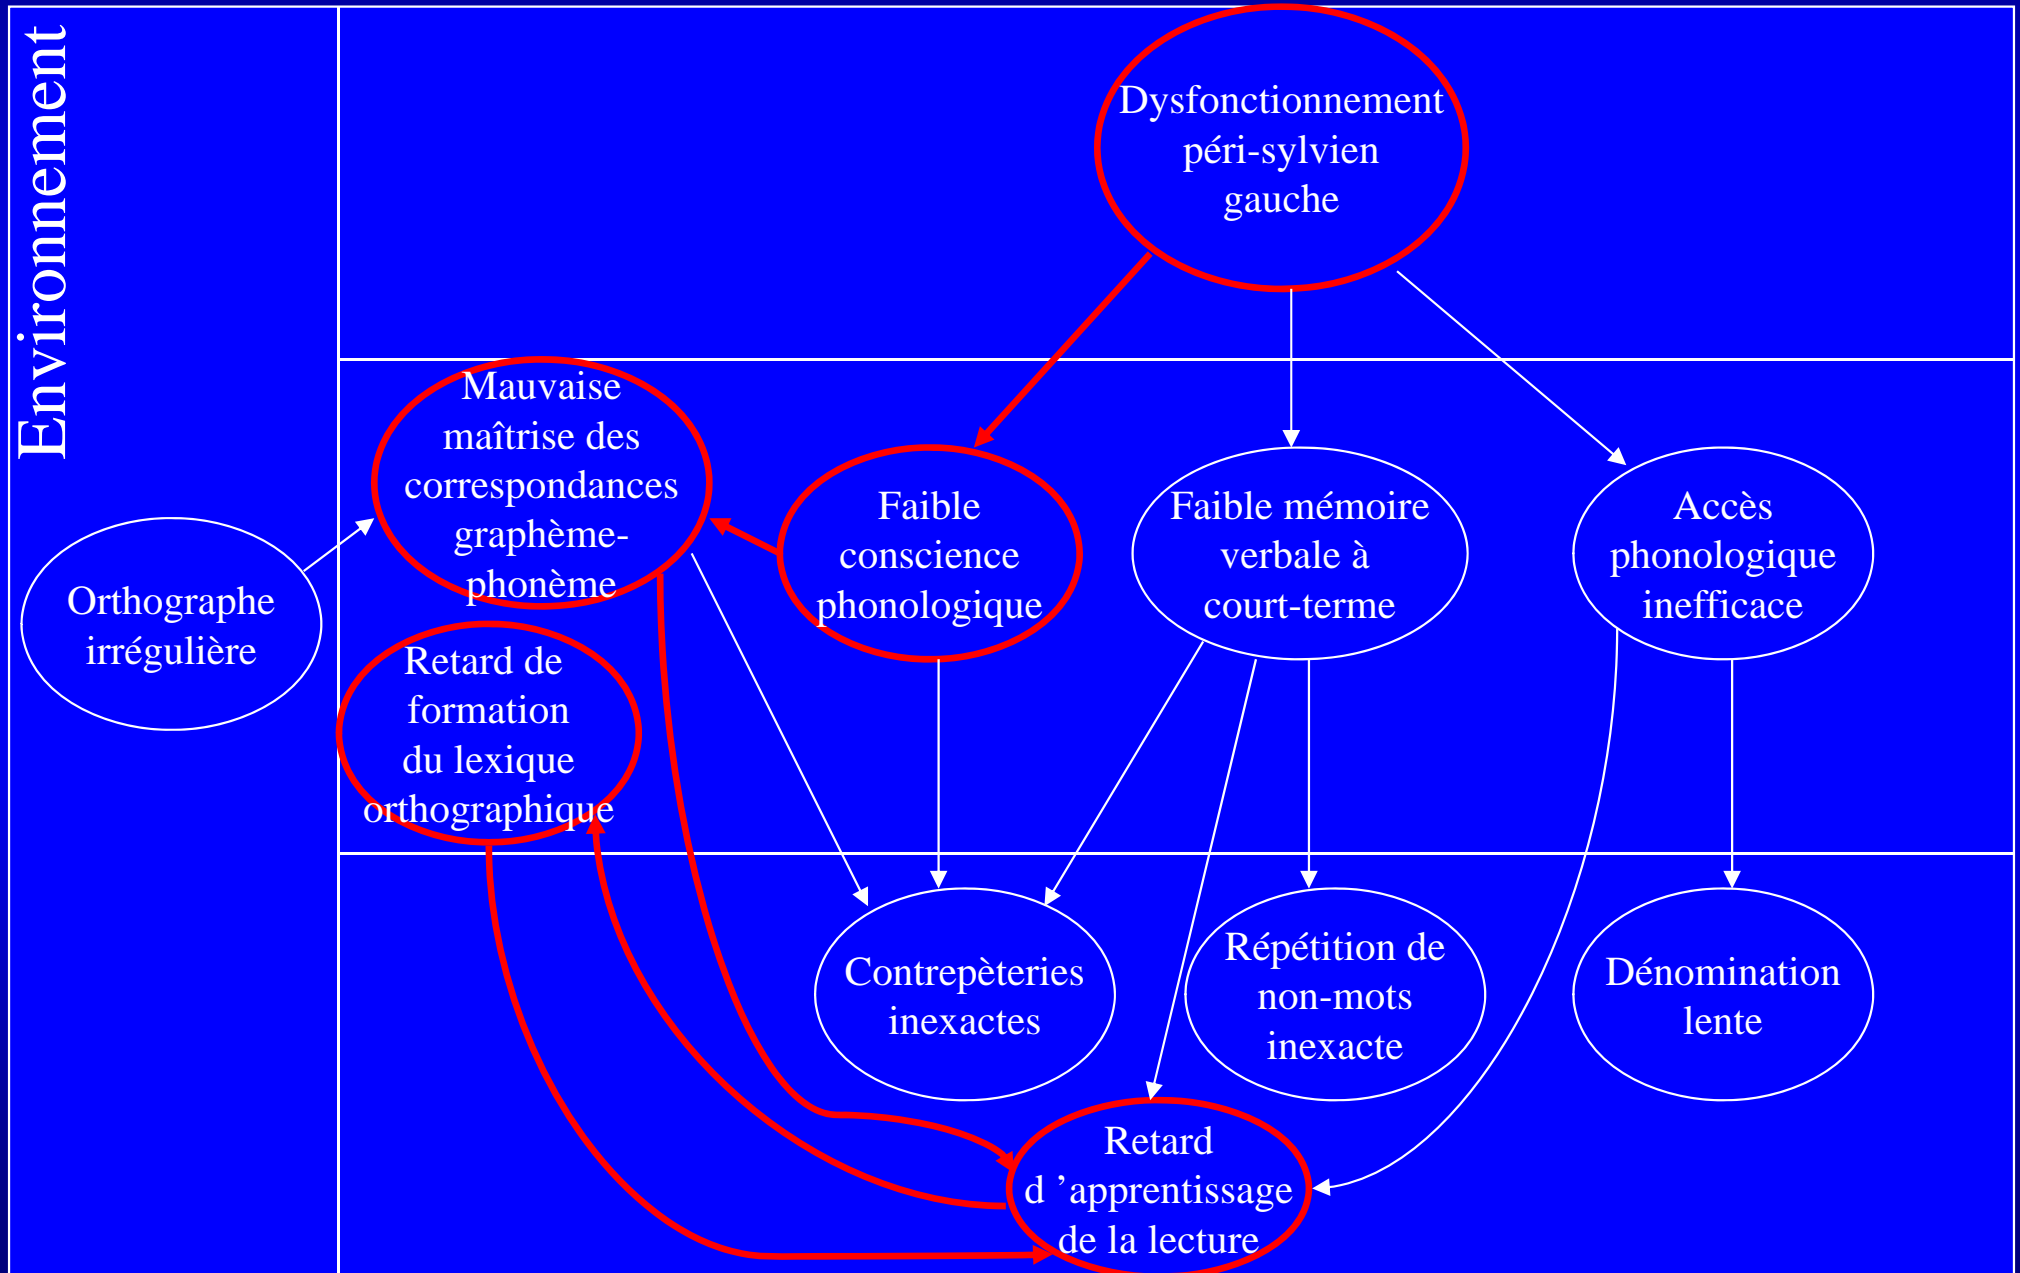 Environnement
Dysfonctionnement
péri-sylvien
gauche
Mauvaise
maîtrise des
correspondances
graphème-
phonème
Faible
conscience
phonologique
Faible mémoire
verbale à
court-terme
Accès
phonologique
inefficace
Orthographe
irrégulière
Retard de
formation
du lexique
orthographique
Contrepèteries
inexactes
Répétition de
non-mots
inexacte
Dénomination
lente
Retard
d ’apprentissage
de la lecture